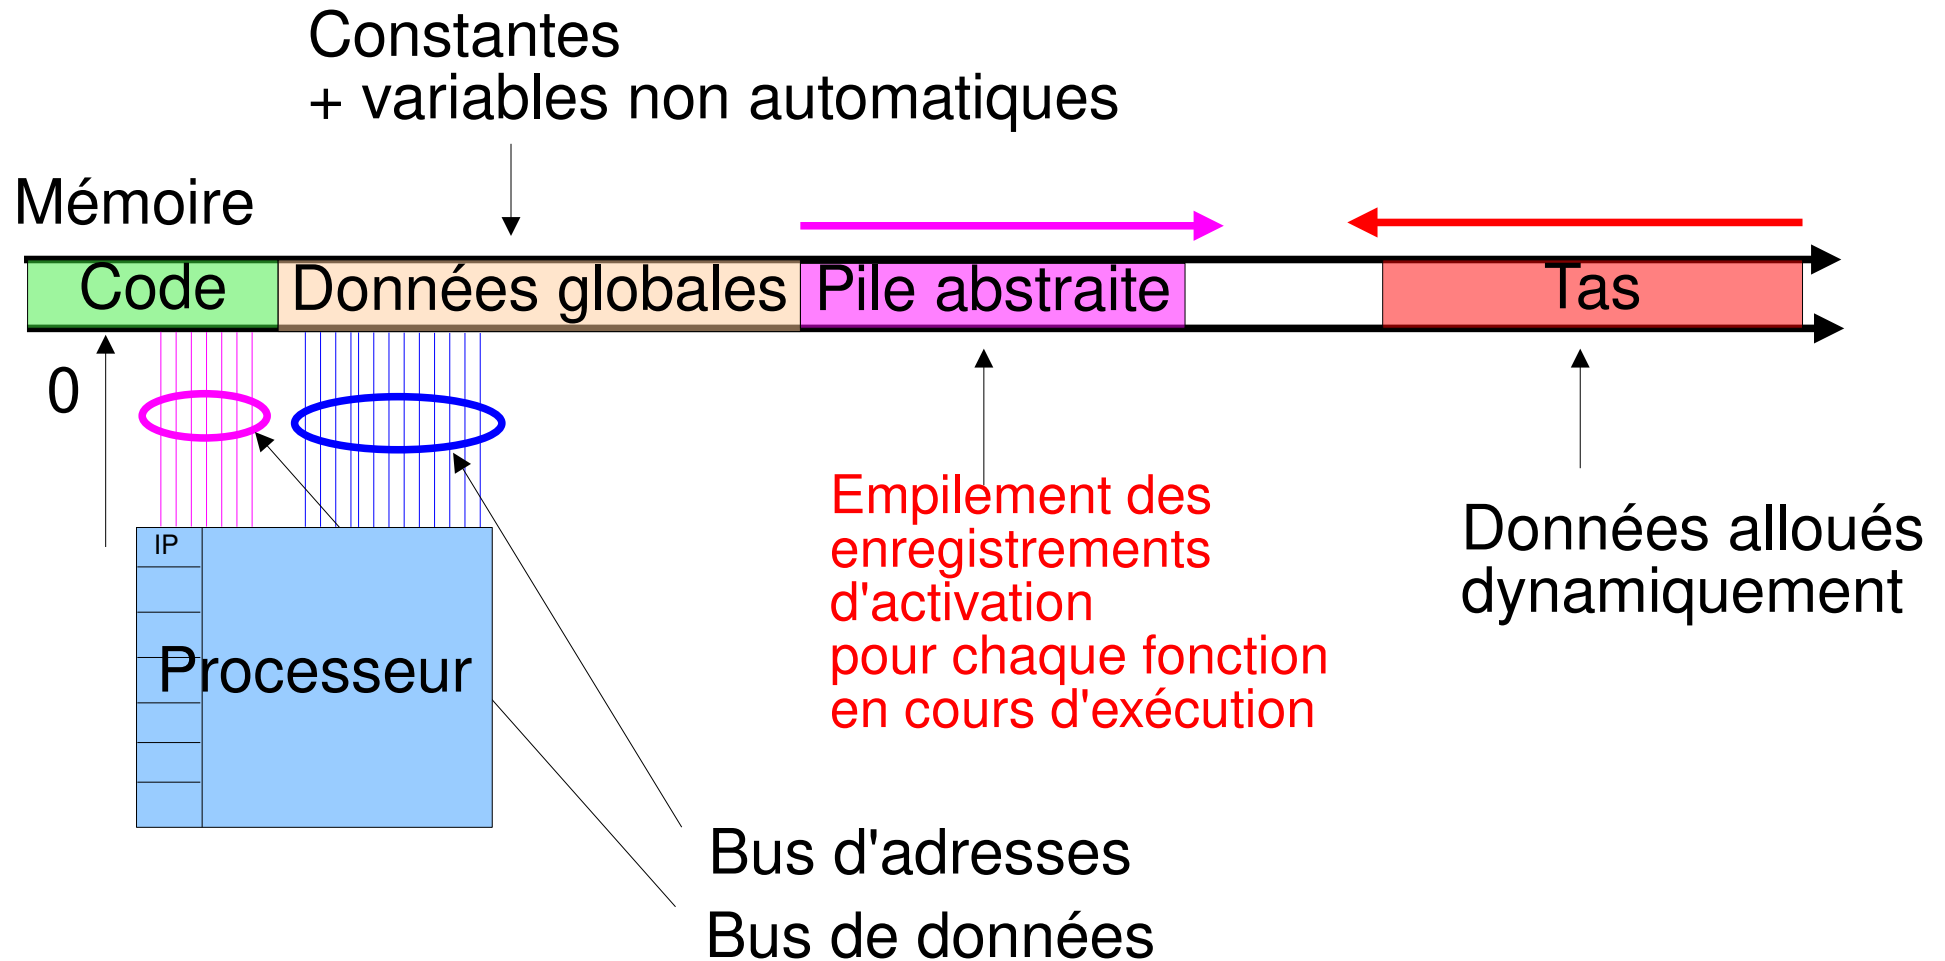 Constantes
+ variables non automatiques
Mémoire
Code
Données globales
Pile abstraite
Tas
0
IP
Processeur
Empilement des
enregistrements
d'activation
pour chaque fonction
en cours d'exécution
Données alloués
dynamiquement
Bus d'adresses
Bus de données